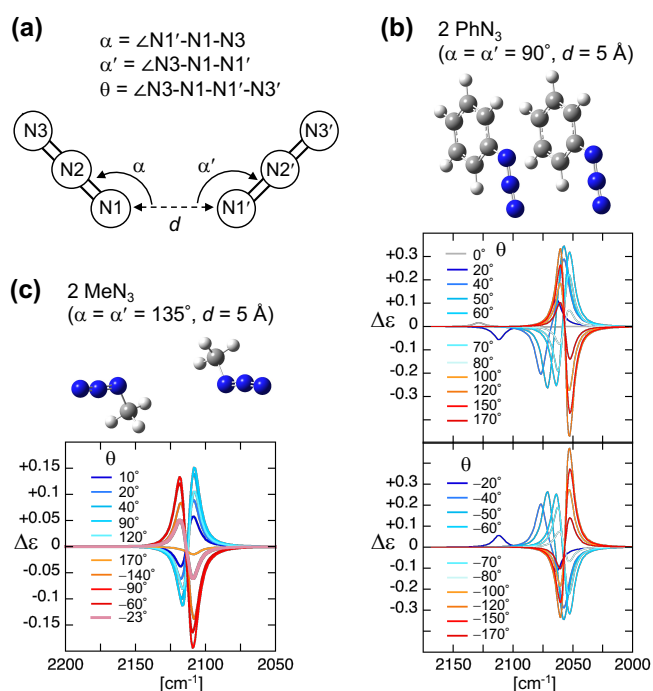 (a)
α = ∠N1′-N1-N3
α′ = ∠N3-N1-N1′
θ = ∠N3-N1-N1′-N3′
N3
N2
N1
α
α′
d
N3′
N2′
N1′
(b)
2 PhN₃
(α = α′ = 90°, d = 5 Å)
+0.3
+0.2
+0.1
0
-0.1
-0.2
-0.3
Δε
θ
0°
20°
40°
50°
60°
70°
80°
100°
120°
150°
170°
+0.3
+0.2
+0.1
0
-0.1
-0.2
-0.3
Δε
θ
−20°
−40°
−50°
−60°
−70°
−80°
−100°
−120°
−150°
−170°
2150
2100
2050
2000
[cm⁻¹]
(c)
2 MeN₃
(α = α′ = 135°, d = 5 Å)
+0.15
+0.1
+0.05
0
-0.05
-0.1
-0.15
Δε
θ
10°
20°
40°
90°
120°
170°
−140°
−90°
−60°
−23°
2200
2150
2100
2050
[cm⁻¹]